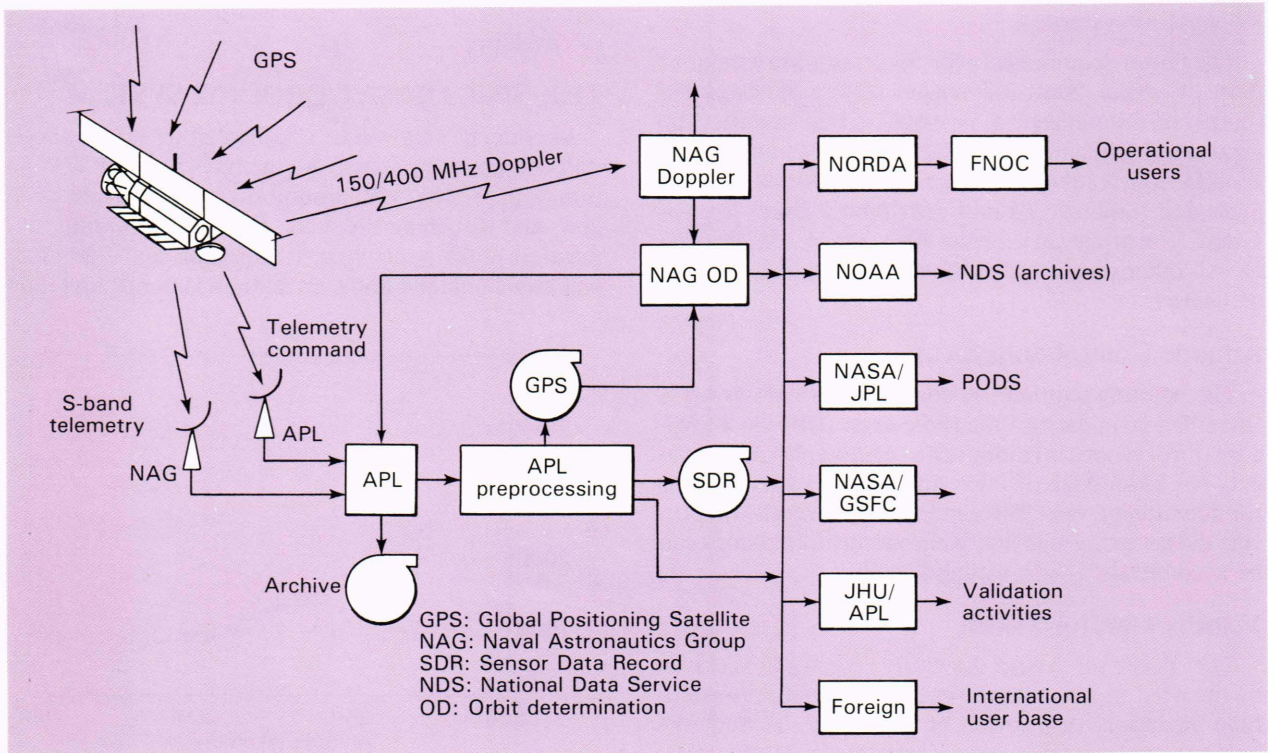 GPS
150/400 MHz Doppler
NAG
Doppler
NORDA
FNOC
Operational
users
NAG OD
NOAA
NDS (archives)
Telemetry
command
GPS
NASA/
JPL
PODS
S-band
telemetry
APL
NAG
APL
APL
preprocessing
SDR
NASA/
GSFC
Archive
JHU/
APL
Validation
activities
GPS: Global Positioning Satellite
NAG: Naval Astronautics Group
SDR: Sensor Data Record
NDS: National Data Service
OD: Orbit determination
Foreign
International
user base